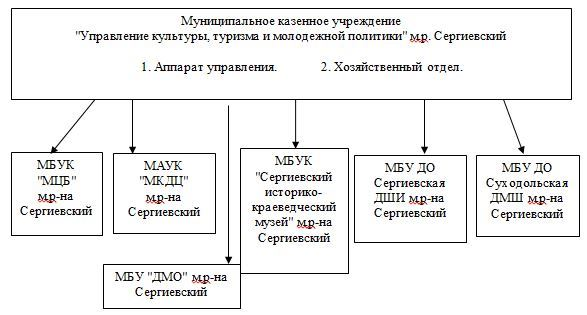 Муниципальное казенное учреждение
"Управление культуры, туризма и молодежной политики" м.р. Сергиевский
1. Аппарат управления. 2. Хозяйственный отдел.
МБУК
"МЦБ"
м.р-на
Сергиевский
МАУК
"МКДЦ"
м.р-на
Сергиевский
МБУК
"Сергиевский
историко-
краеведческий
музей" м.р-на
Сергиевский
МБУ ДО
Сергиевская
ДШИ м.р-на
Сергиевский
МБУ ДО
Суходольская
ДМШ м.р-на
Сергиевский
МБУ "ДМО" м.р-на
Сергиевский